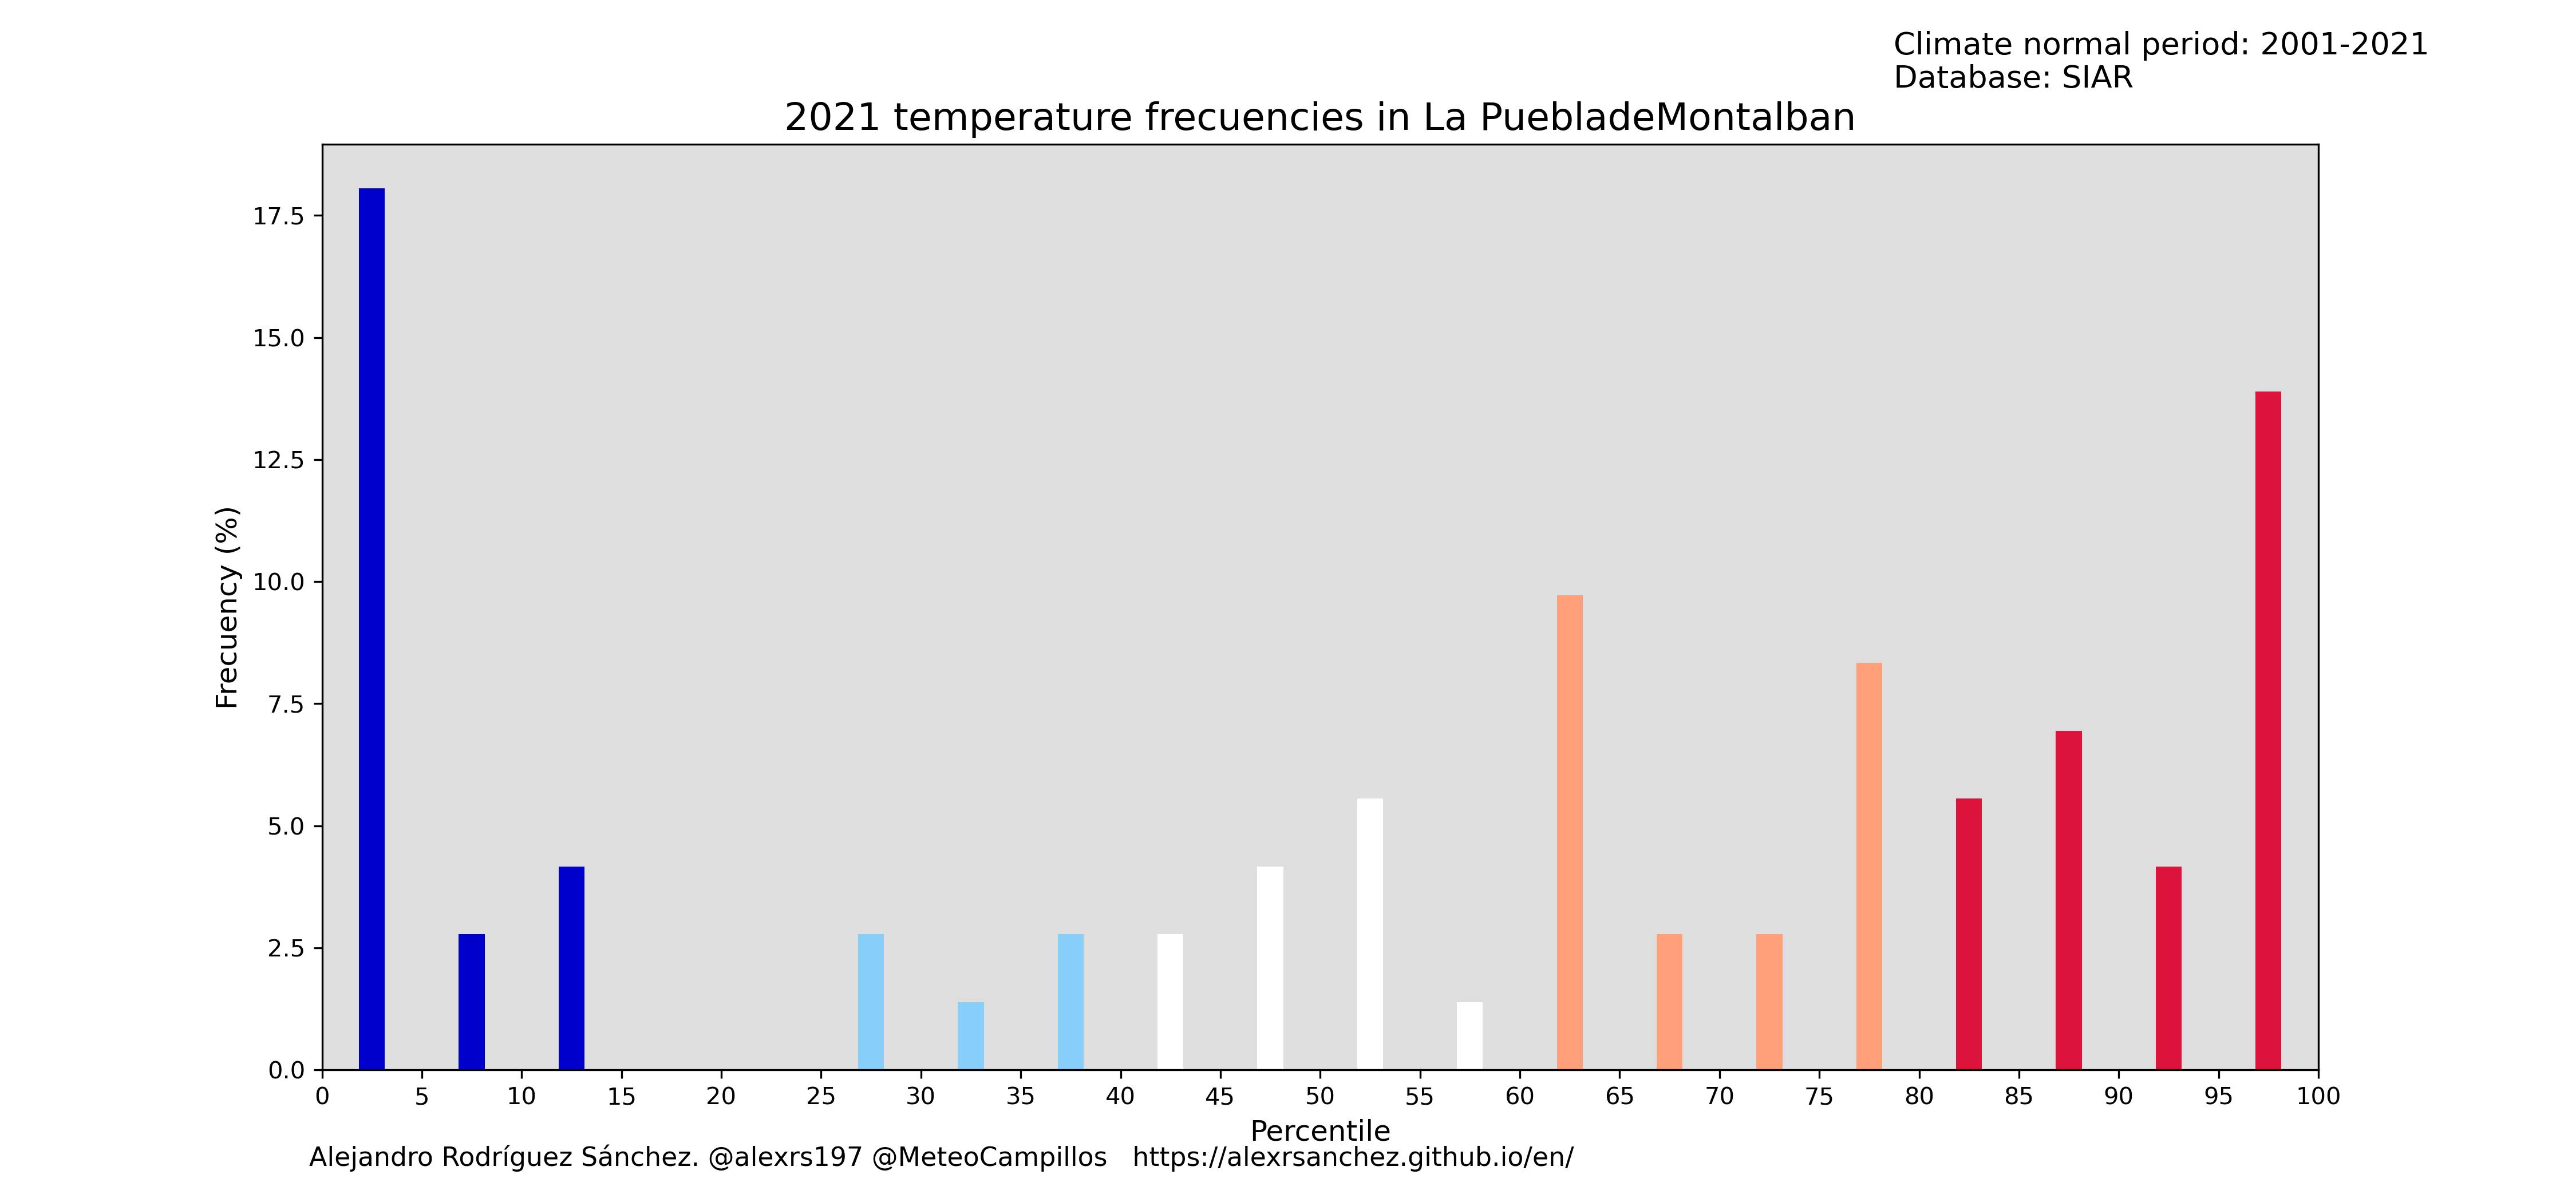 Climate normal period: 2001-2021
Database: SIAR
2021 temperature frecuencies in La PuebladeMontalban
Frecuency (%)
17.5
15.0
12.5
10.0
7.5
5.0
2.5
0.0
0 5 10 15 20 25 30 35 40 45 50 55 60 65 70 75 80 85 90 95 100
Percentile
Alejandro Rodríguez Sánchez. @alexrs197 @MeteoCampillos https://alexrsanchez.github.io/en/